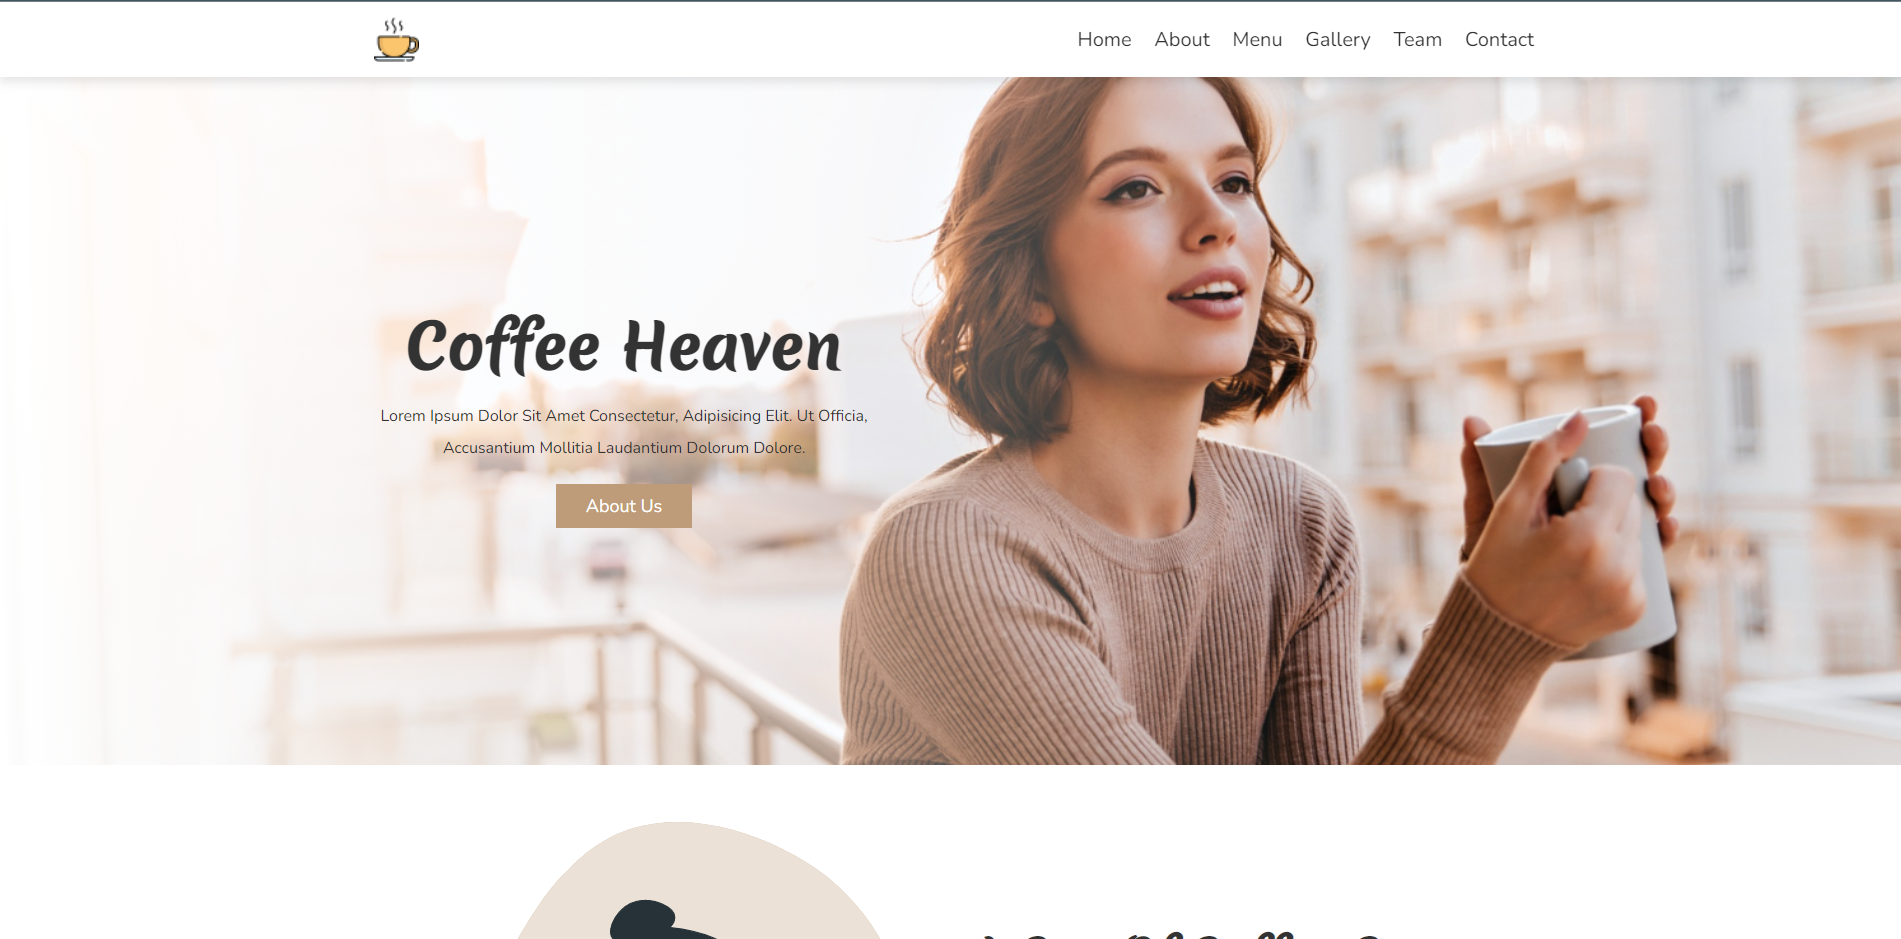 Home About Menu Gallery Team Contact
Coffee Heaven
Lorem Ipsum Dolor Sit Amet Consectetur, Adipisicing Elit. Ut Officia,
Accusantium Mollitia Laudantium Dolorum Dolore.
About Us